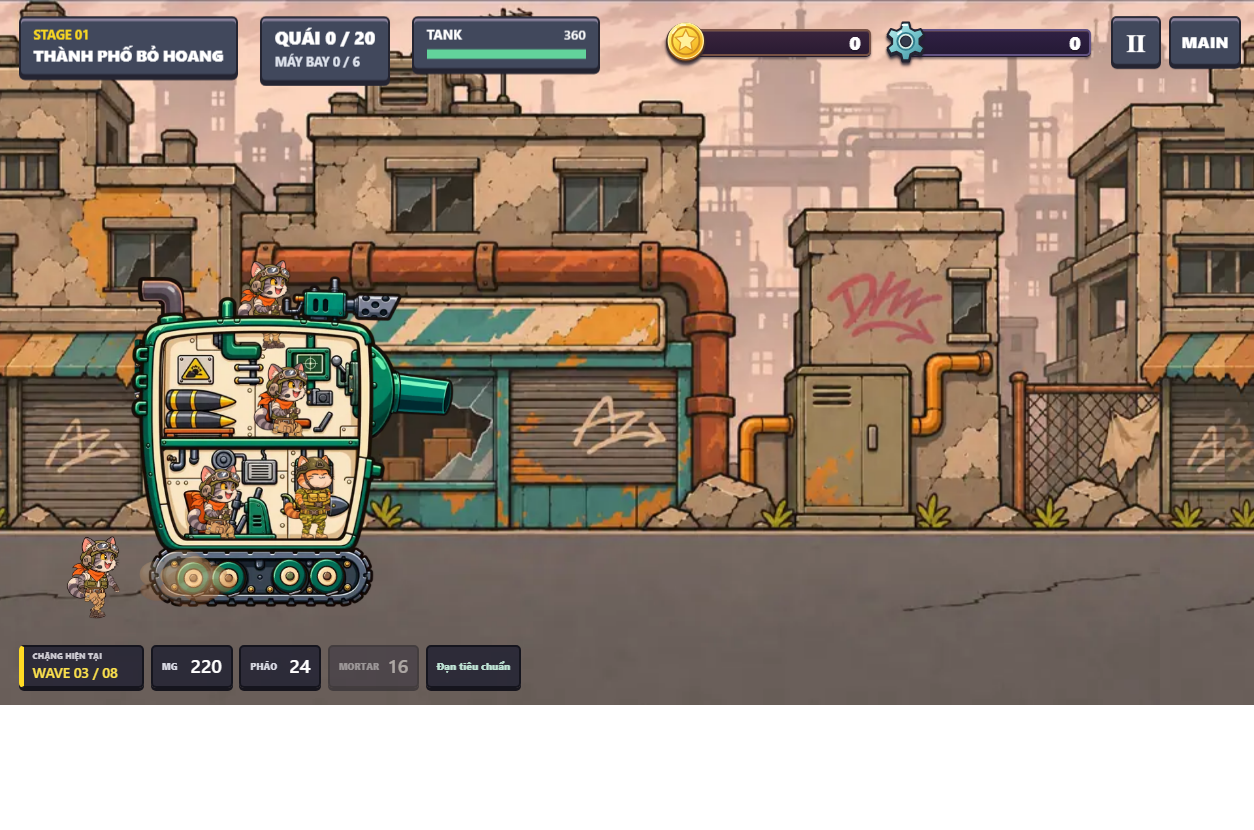 STAGE 01
THÀNH PHỐ BỎ HOANG
QUÁI 0 / 20
MÁY BAY 0 / 6
TANK 360
0
0
II
MAIN
CHẶNG HIỆN TẠI
WAVE 03 / 08
MG 220
PHÁO 24
MORTAR 16
Đạn tiêu chuẩn